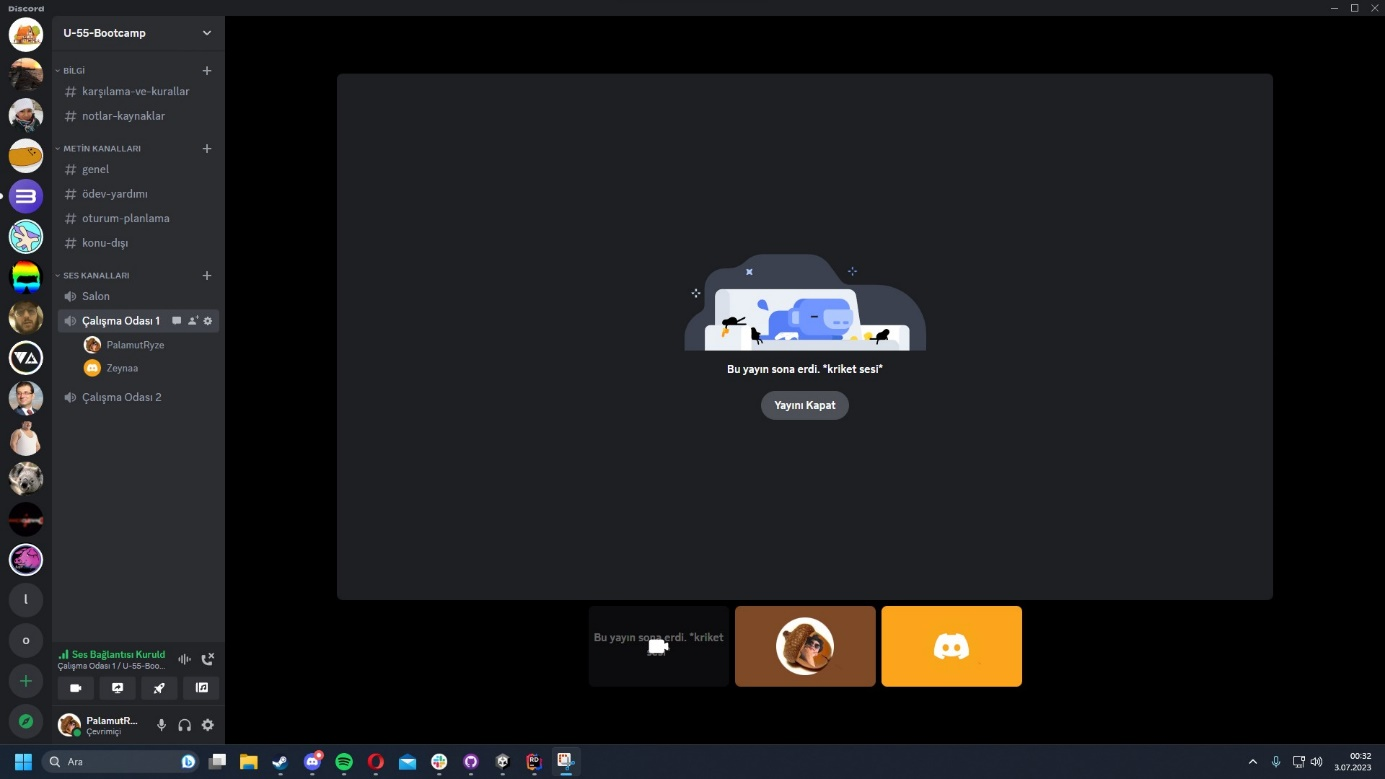 Discord
U-55-Bootcamp
BİLGİ
karşılama-ve-kurallar
notlar-kaynaklar
METİN KANALLARI
genel
ödev-yardımı
oturum-planlama
konu-dışı
SES KANALLARI
Salon
Çalışma Odası 1
PalamutRyze
Zeynaa
Çalışma Odası 2
Bu yayın sona erdi. *kriket sesi*
Yayını Kapat
Bu yayın sona erdi. *kriket
l
o
Ses Bağlantısı Kuruld
Çalışma Odası 1 / U-55-Boo...
PalamutR...
Çevrimiçi
Ara
RD
00:32
3.07.2023